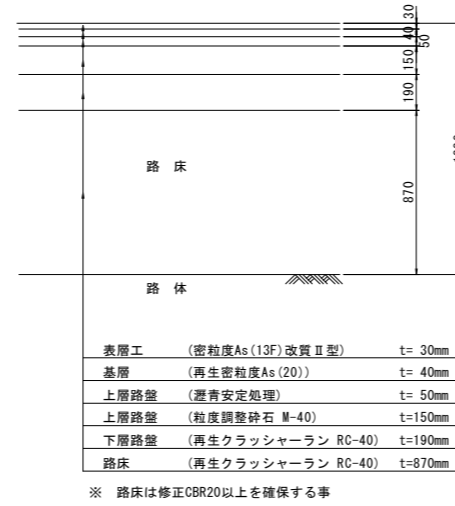 30
40
50
150
190
870
路 床
路 体
表層工 (密粒度As(13F)改質Ⅱ型) t= 30mm
基層 (再生密粒度As(20)) t= 40mm
上層路盤 (瀝青安定処理) t= 50mm
上層路盤 (粒度調整砕石 M-40) t=150mm
下層路盤 (再生クラッシャーラン RC-40) t=190mm
路床 (再生クラッシャーラン RC-40) t=870mm
※ 路床は修正CBR20以上を確保する事